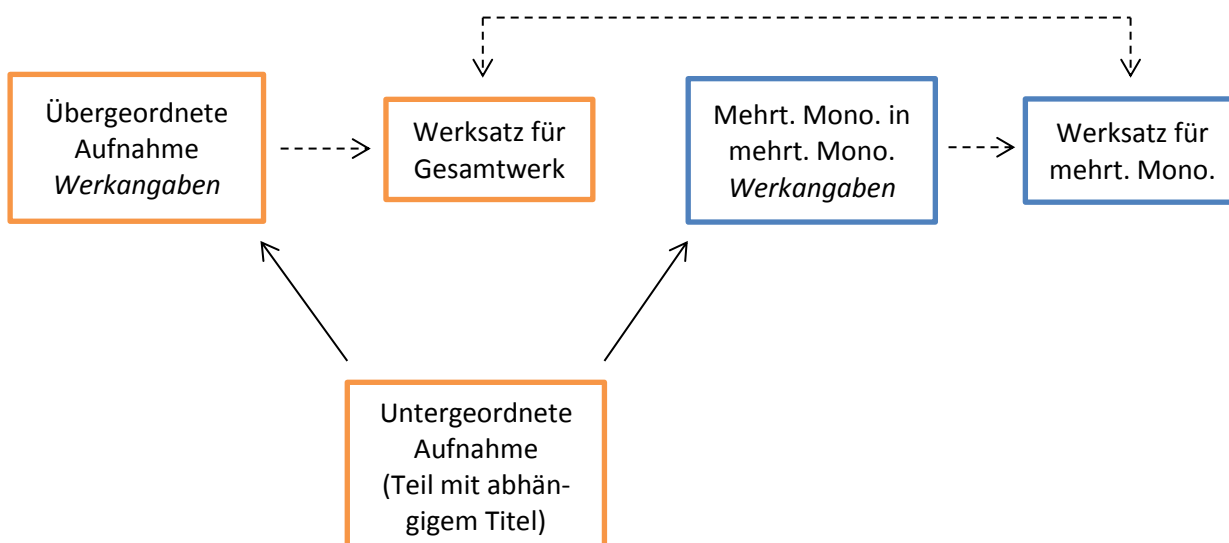 Übergeordnete
Aufnahme
Werkangaben
Werksatz für
Gesamtwerk
Mehrt. Mono. in
mehrt. Mono.
Werkangaben
Werksatz für
mehrt. Mono.
Untergeordnete
Aufnahme
(Teil mit abhän-
gigem Titel)